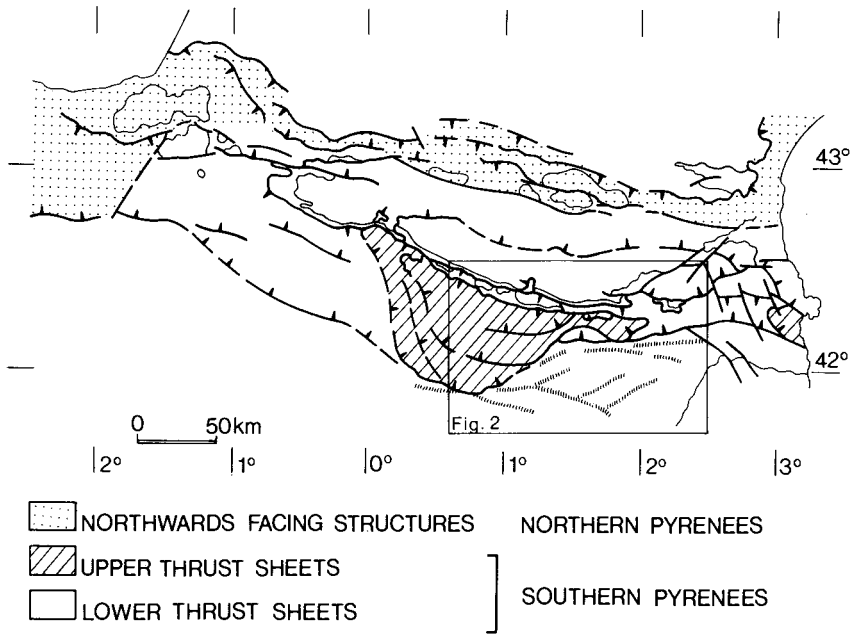 43°
42°
0 50km
Fig. 2
2° 1° 0° 1° 2° 3°
NORTHWARDS FACING STRUCTURES NORTHERN PYRENEES
UPPER THRUST SHEETS
SOUTHERN PYRENEES
LOWER THRUST SHEETS